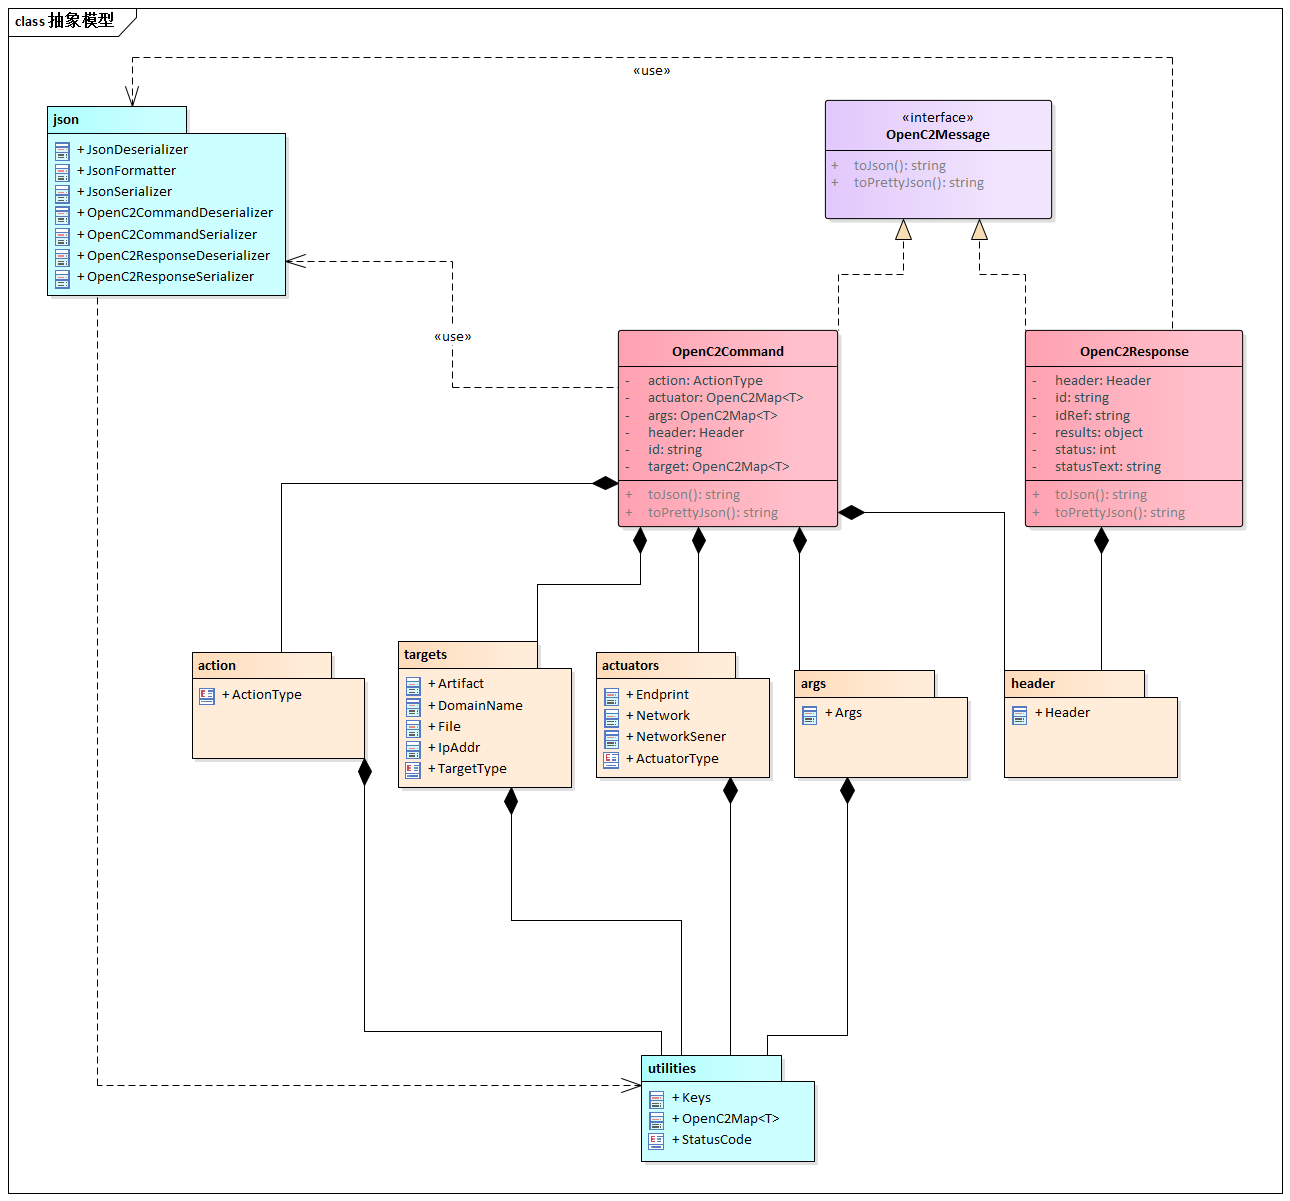 class 抽象模型
«use»
json
+ JsonDeserializer
+ JsonFormatter
+ JsonSerializer
+ OpenC2CommandDeserializer
+ OpenC2CommandSerializer
+ OpenC2ResponseDeserializer
+ OpenC2ResponseSerializer
«interface»
OpenC2Message
+ toJson(): string
+ toPrettyJson(): string
«use»
OpenC2Command
- action: ActionType
- actuator: OpenC2Map<T>
- args: OpenC2Map<T>
- header: Header
- id: string
- target: OpenC2Map<T>
+ toJson(): string
+ toPrettyJson(): string
OpenC2Response
- header: Header
- id: string
- idRef: string
- results: object
- status: int
- statusText: string
+ toJson(): string
+ toPrettyJson(): string
action
+ ActionType
targets
+ Artifact
+ DomainName
+ File
+ IpAddr
+ TargetType
actuators
+ Endprint
+ Network
+ NetworkSener
+ ActuatorType
args
+ Args
header
+ Header
utilities
+ Keys
+ OpenC2Map<T>
+ StatusCode